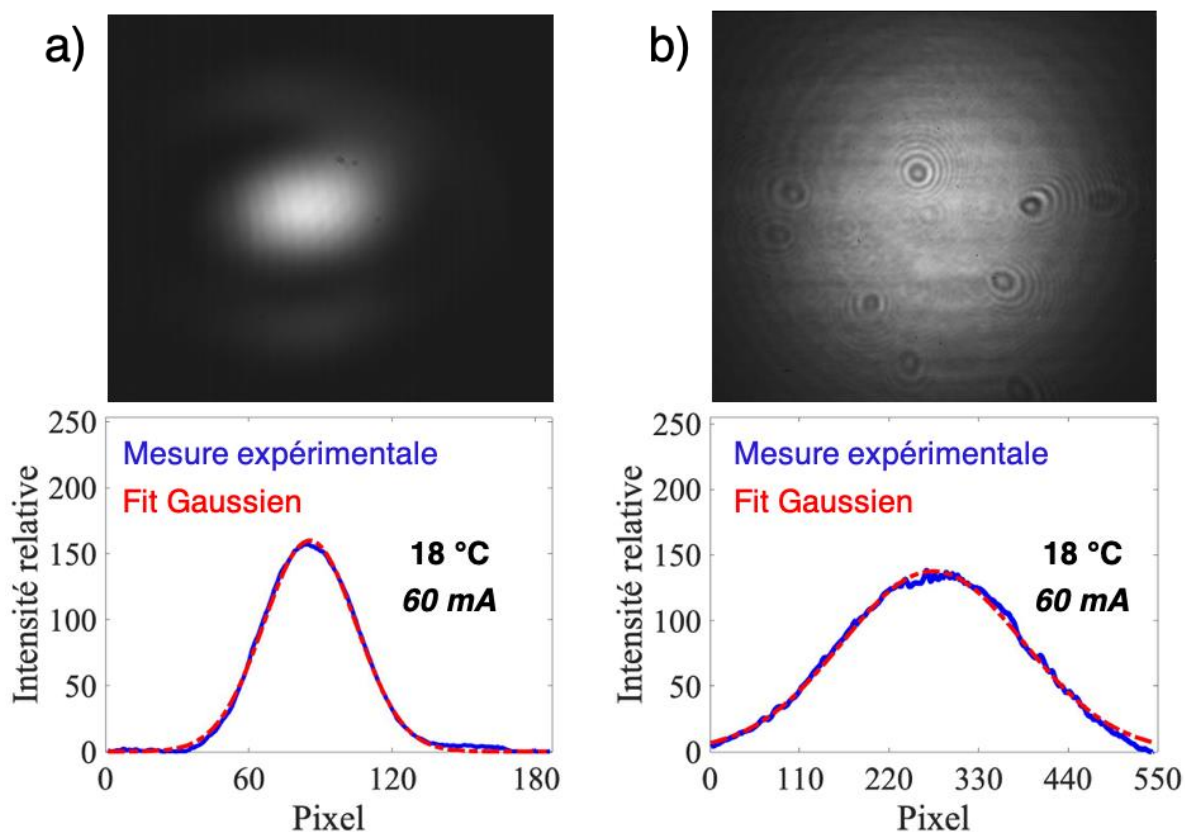 a)
250
200
150
100
50
0
Intensité relative
Mesure expérimentale
Fit Gaussien
18 °C
60 mA
0 60 120 180
Pixel
b)
250
200
150
100
50
0
Intensité relative
Mesure expérimentale
Fit Gaussien
18 °C
60 mA
0 110 220 330 440 550
Pixel